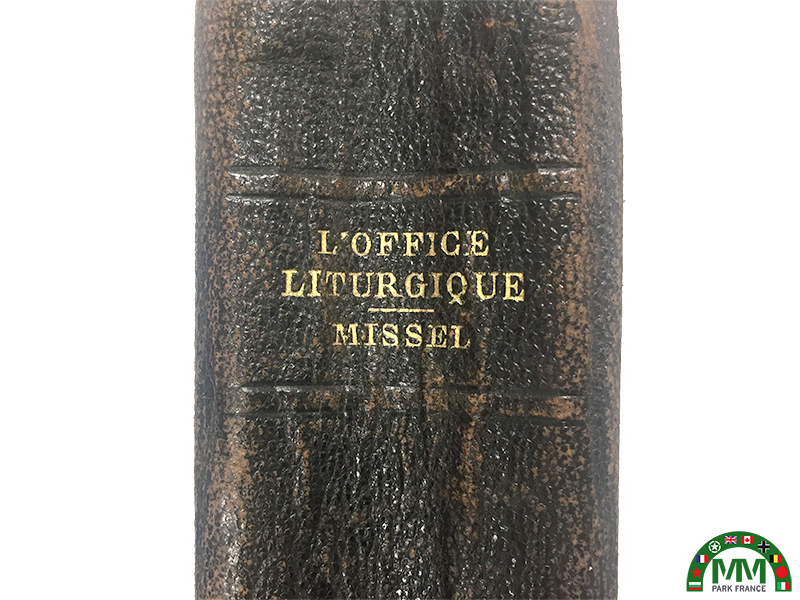 L'OFFICE
LITURGIQUE
MISSEL
MM
PARK FRANCE